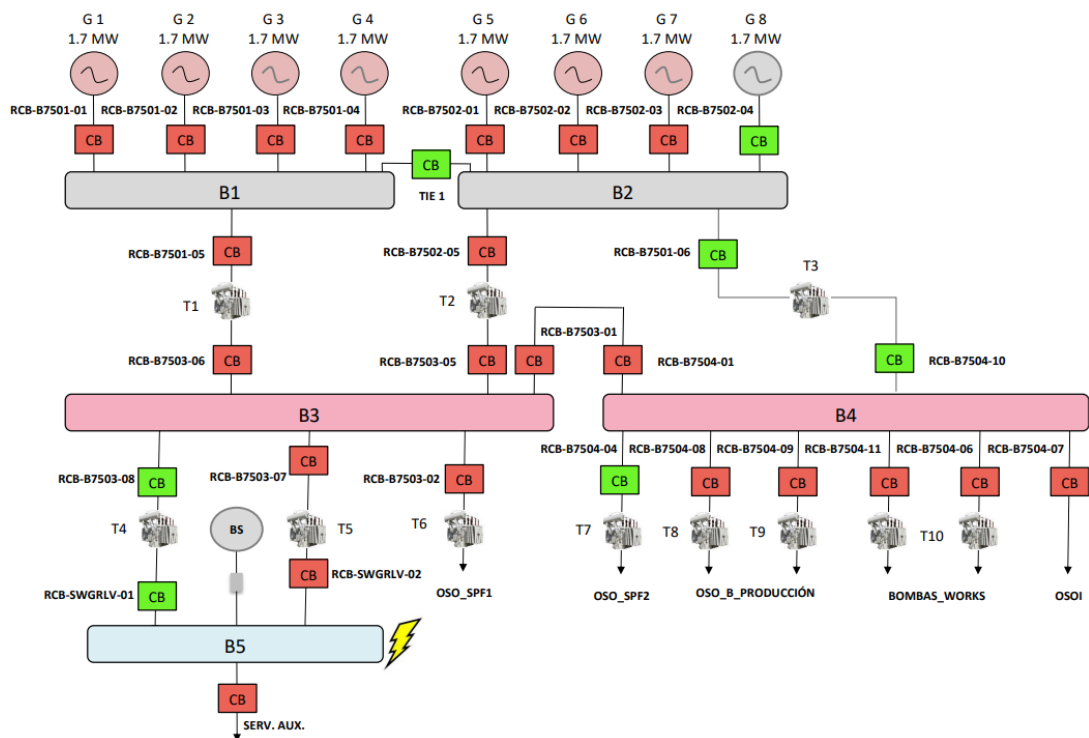 G 1 G 2 G 3 G 4 G 5 G 6 G 7 G 8
1.7 MW 1.7 MW 1.7 MW 1.7 MW 1.7 MW 1.7 MW 1.7 MW 1.7 MW
RCB-B7501-01 RCB-B7501-02 RCB-B7501-03 RCB-B7501-04 RCB-B7502-01 RCB-B7502-02 RCB-B7502-03 RCB-B7502-04
CB CB CB CB CB CB CB CB
CB
TIE 1
B1 B2
RCB-B7501-05 CB RCB-B7502-05 CB RCB-B7501-06 CB
T3
T1 T2
RCB-B7503-01
RCB-B7503-06 CB RCB-B7503-05 CB CB CB RCB-B7504-01 CB RCB-B7504-10
B3 B4
RCB-B7504-04 RCB-B7504-08 RCB-B7504-09 RCB-B7504-11 RCB-B7504-06 RCB-B7504-07
RCB-B7503-08 CB RCB-B7503-07 CB RCB-B7503-02 CB CB CB CB CB CB CB
T4 BS T5 T6 T7 T8 T9 T10
RCB-SWGRLV-01 CB CB RCB-SWGRLV-02
OSO_SPF1 OSO_SPF2 OSO_B_PRODUCCIÓN BOMBAS_WORKS OSOI
B5
CB
SERV. AUX.